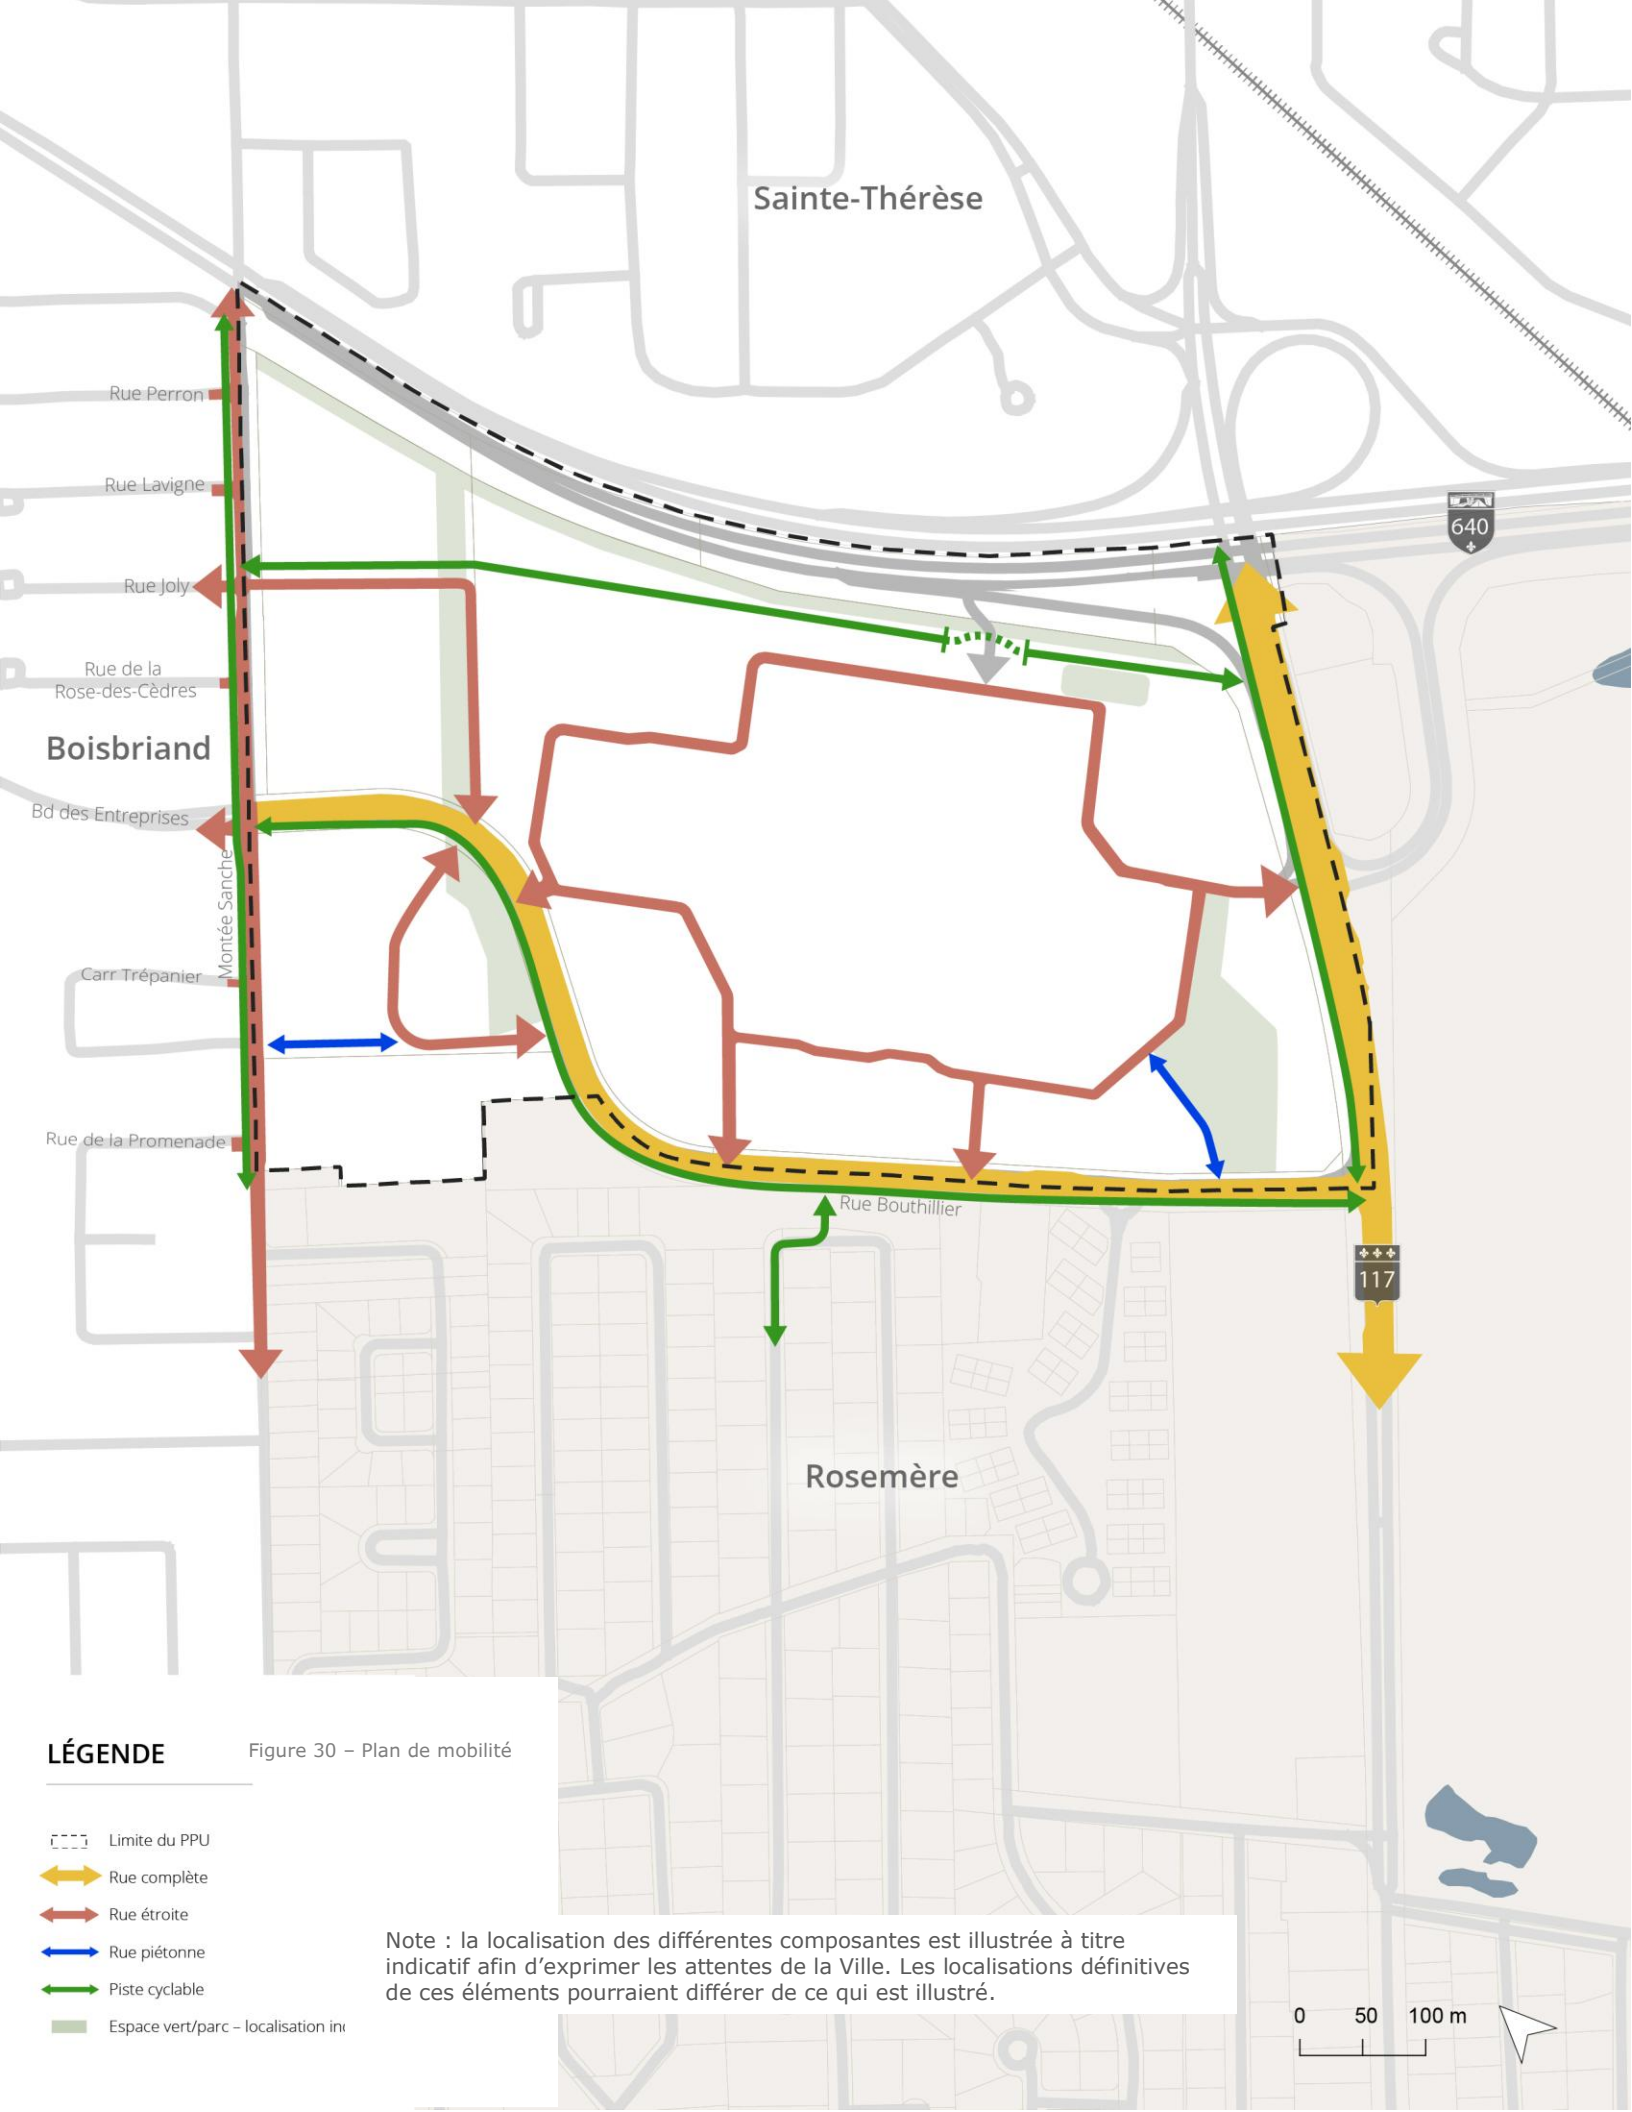 Sainte-Thérèse
Rue Perron
Rue Lavigne
640
Rue Joly
Rue de la
Rose-des-Cèdres
Boisbriand
Bd des Entreprises
Montée Sanche
Carr Trépanier
Rue de la Promenade
Rue Bouthillier
117
Rosemère
LÉGENDE
Figure 30 – Plan de mobilité
Limite du PPU
Rue complète
Rue étroite
Rue piétonne
Piste cyclable
Espace vert/parc – localisation in
Note : la localisation des différentes composantes est illustrée à titre
indicatif afin d’exprimer les attentes de la Ville. Les localisations définitives
de ces éléments pourraient différer de ce qui est illustré.
0 50 100 m